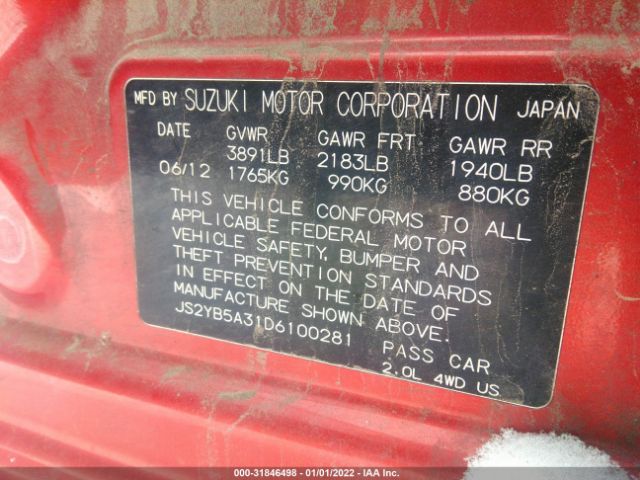 MFD BY SUZUKI MOTOR CORPORATION JAPAN
DATE GVWR GAWR FRT GAWR RR
3891LB 2183LB 1940LB
06/12 1765KG 990KG 880KG
THIS VEHICLE CONFORMS TO ALL
APPLICABLE FEDERAL MOTOR
VEHICLE SAFETY, BUMPER AND
THEFT PREVENTION STANDARDS
IN EFFECT ON THE DATE OF
MANUFACTURE SHOWN ABOVE.
JS2YB5A31D6100281 PASS CAR
2.0L 4WD US
000-31846498 - 01/01/2022 - IAA Inc.